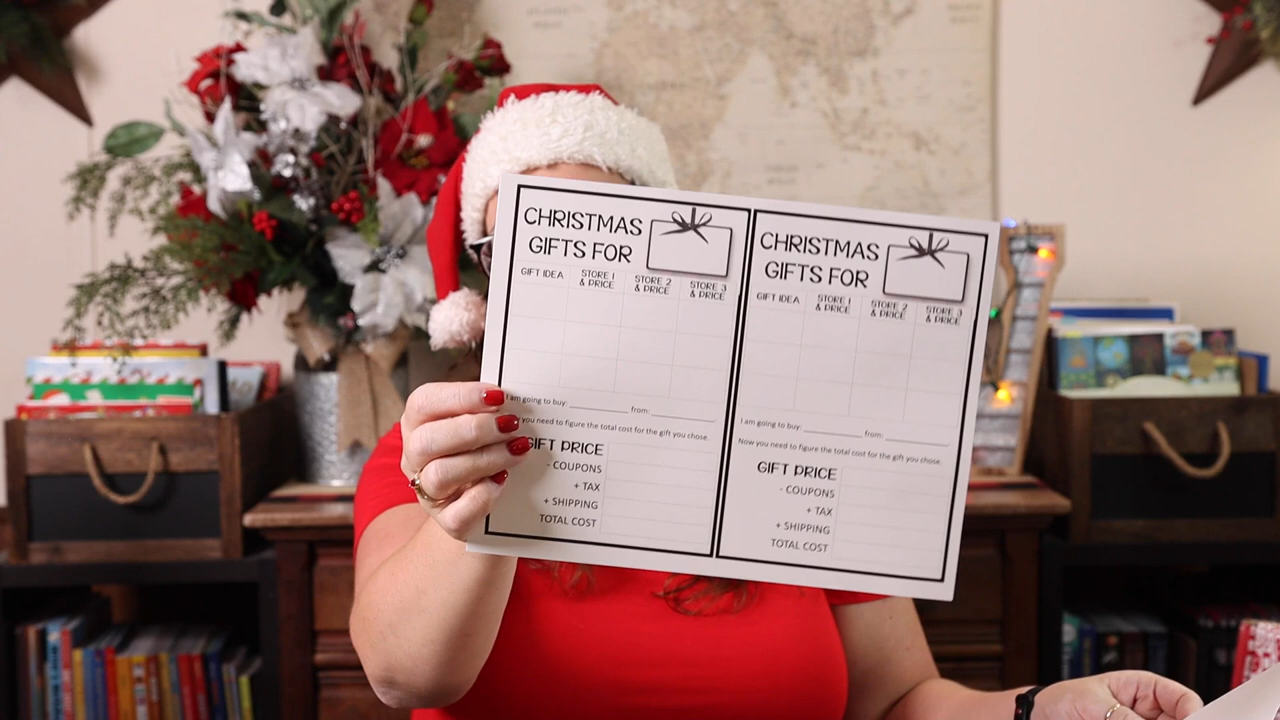 CHRISTMAS
GIFTS FOR
GIFT IDEA
STORE 1
& PRICE
STORE 2
& PRICE
STORE 3
& PRICE
I am going to buy: ____________ from: ____________
you need to figure the total cost for the gift you chose.
GIFT PRICE
- COUPONS
+ TAX
+ SHIPPING
TOTAL COST
CHRISTMAS
GIFTS FOR
GIFT IDEA
STORE 1
& PRICE
STORE 2
& PRICE
STORE 3
& PRICE
I am going to buy: ____________ from: ____________
Now you need to figure the total cost for the gift you chose.
GIFT PRICE
- COUPONS
+ TAX
+ SHIPPING
TOTAL COST